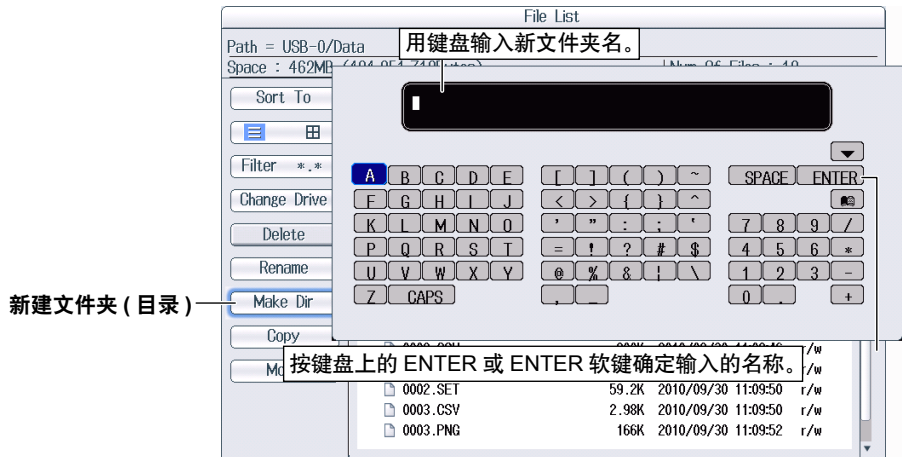 File List
Path = USB-0/Data
用键盘输入新文件夹名。
Space : 462MB
Sort To
Filter *.*
Change Drive
Delete
Rename
新建文件夹 ( 目录 )
Make Dir
Copy
A B C D E [ ] ( ) ~ SPACE ENTER
F G H I J < > { } ^
K L M N O ' " : ; ' 7 8 9 /
P Q R S T = ! ? # $ 4 5 6 *
U V W X Y @ % & ¦ \ 1 2 3 -
Z CAPS , _ 0 . +
按键盘上的 ENTER 或 ENTER 软键确定输入的名称。
r/w
r/w
0002.SET 59.2K 2010/09/30 11:09:50 r/w
0003.CSV 2.98K 2010/09/30 11:09:50 r/w
0003.PNG 166K 2010/09/30 11:09:52 r/w